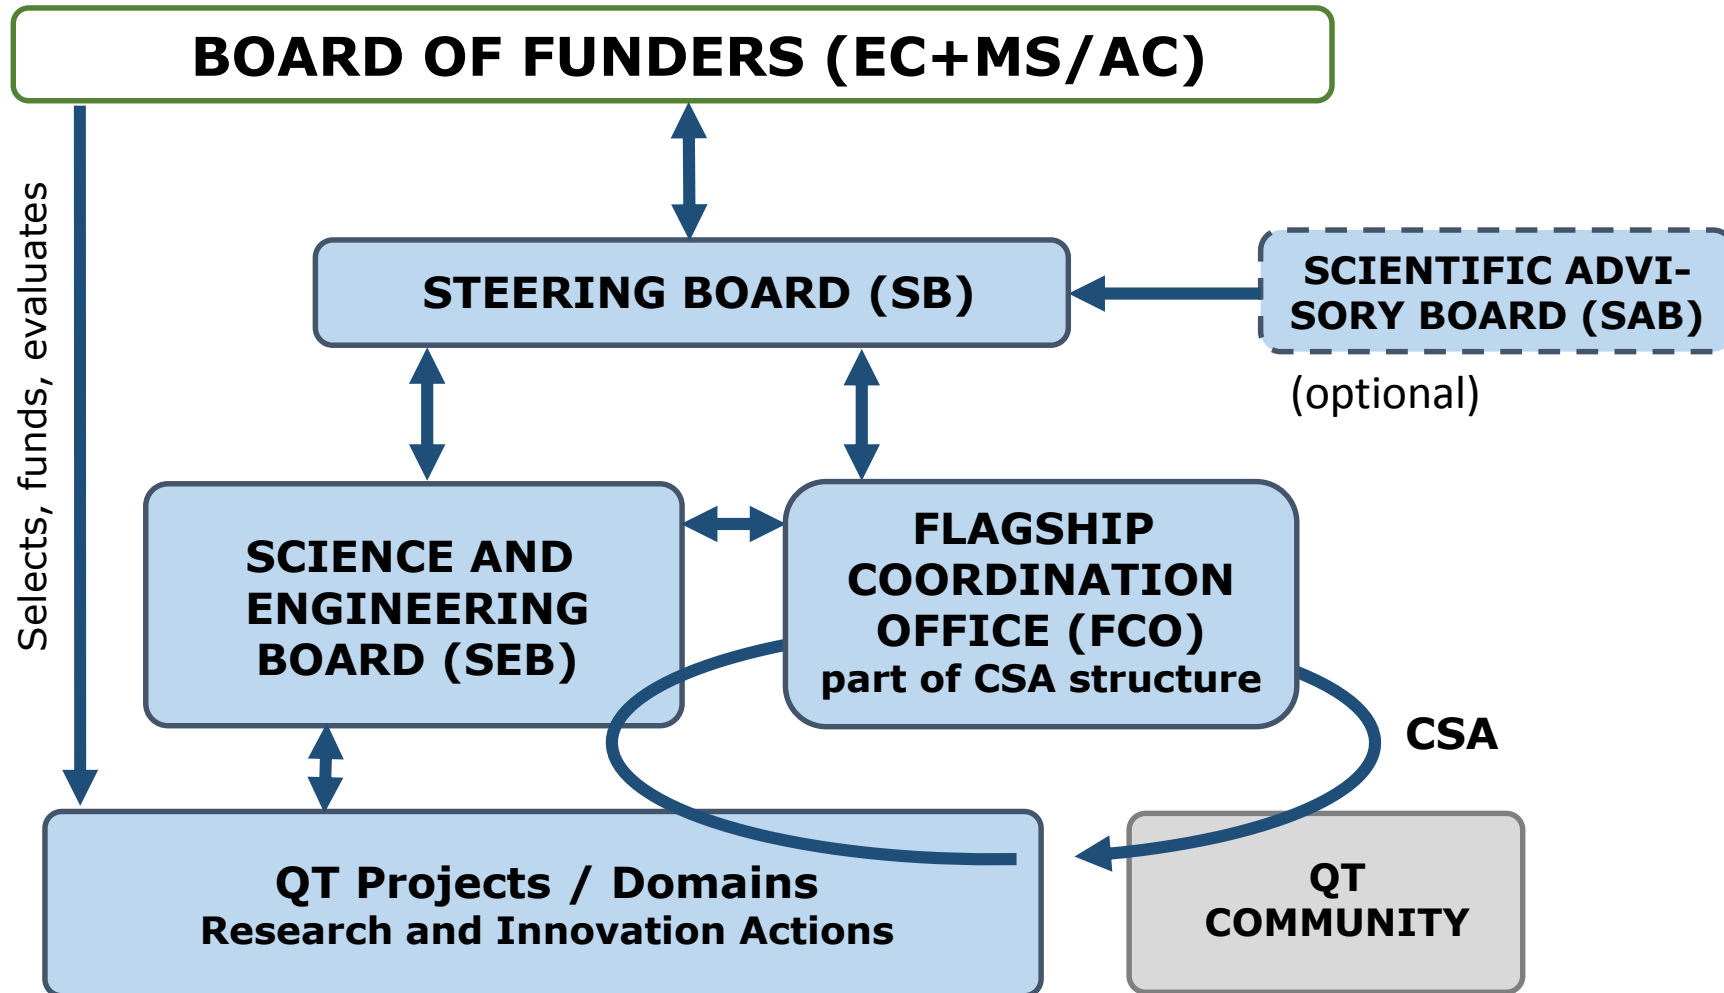 BOARD OF FUNDERS (EC+MS/AC)
Selects, funds, evaluates
STEERING BOARD (SB)
SCIENTIFIC ADVI-
SORY BOARD (SAB)
(optional)
SCIENCE AND
ENGINEERING
BOARD (SEB)
FLAGSHIP
COORDINATION
OFFICE (FCO)
part of CSA structure
CSA
QT Projects / Domains
Research and Innovation Actions
QT
COMMUNITY